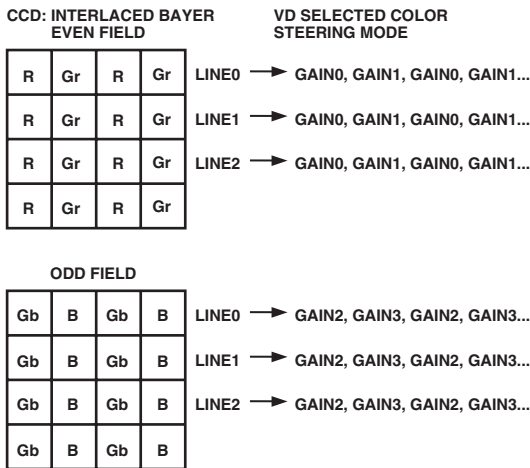 CCD: INTERLACED BAYER
EVEN FIELD
VD SELECTED COLOR
STEERING MODE
R Gr R Gr LINE0 GAIN0, GAIN1, GAIN0, GAIN1...
R Gr R Gr LINE1 GAIN0, GAIN1, GAIN0, GAIN1...
R Gr R Gr LINE2 GAIN0, GAIN1, GAIN0, GAIN1...
R Gr R Gr
ODD FIELD
Gb B Gb B LINE0 GAIN2, GAIN3, GAIN2, GAIN3...
Gb B Gb B LINE1 GAIN2, GAIN3, GAIN2, GAIN3...
Gb B Gb B LINE2 GAIN2, GAIN3, GAIN2, GAIN3...
Gb B Gb B